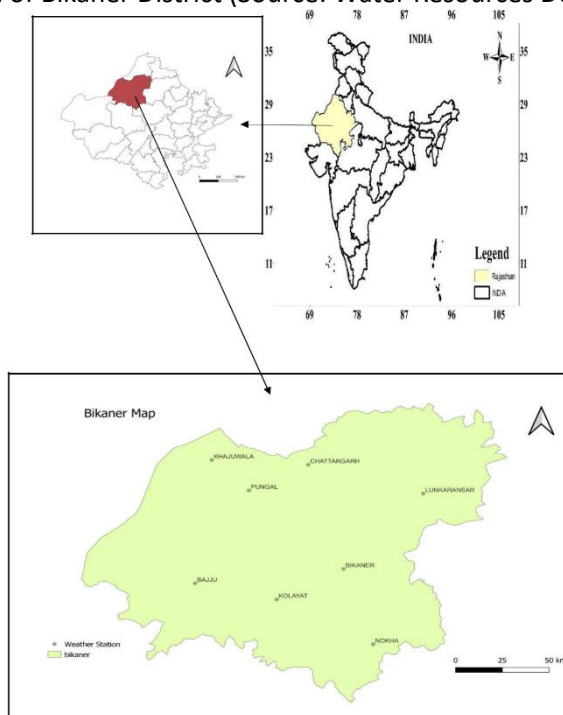 of Bikaner District (Source: Water Resources De
INDIA
N
W E
S
35
29
23
17
11
35
29
23
17
11
Legend
Rajasthan
INDIA
69 78 87 96 105
69 78 87 96 105
Bikaner Map
KHAJUWALA
CHATTARGARH
PUNGAL
LUNKARANSAR
BIKANER
BAJJU
KOLAYAT
NOKHA
Weather Station
bikaner
0 25 50 km